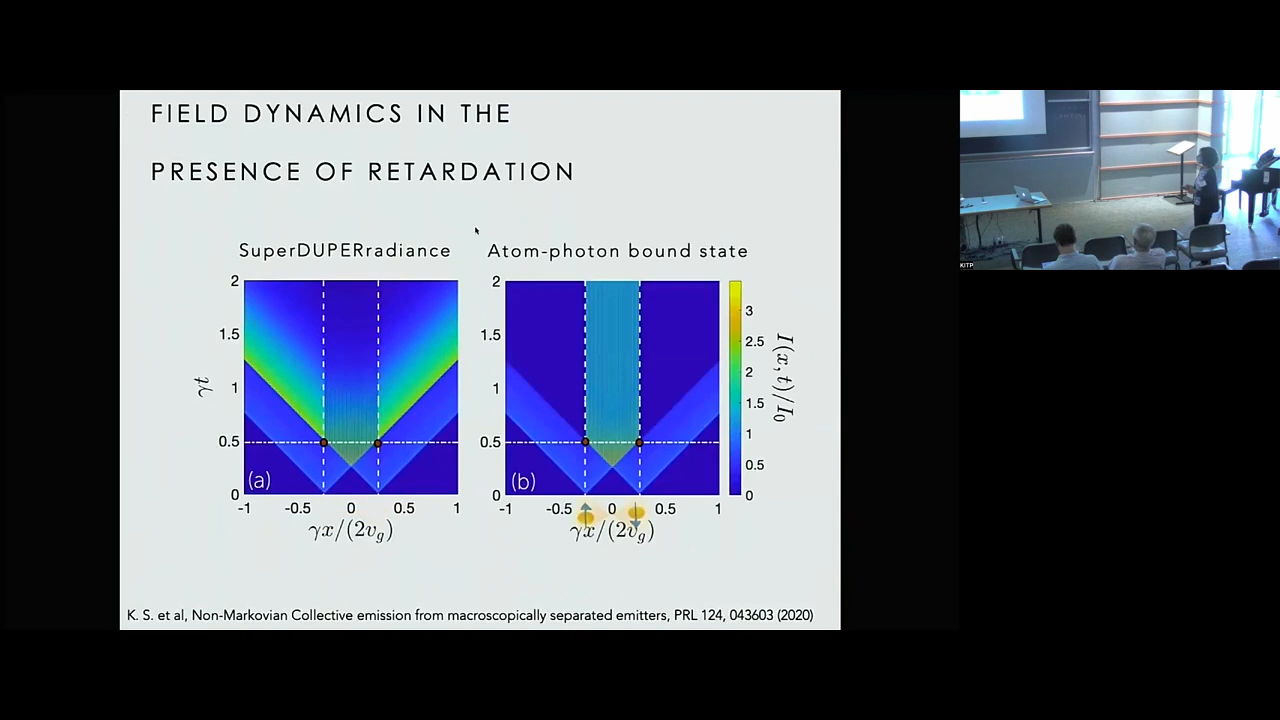 FIELD DYNAMICS IN THE
PRESENCE OF RETARDATION
SuperDUPERradiance
Atom-photon bound state
2
1.5
1
0.5
0
γt
(a)
-1 -0.5 0 0.5 1
γx/(2v_g)
2
1.5
1
0.5
0
(b)
-1 -0.5 0 0.5 1
γx/(2v_g)
3
2.5
2
1.5
1
0.5
0
I(x,t)/I_0
K. S. et al, Non-Markovian Collective emission from macroscopically separated emitters, PRL 124, 043603 (2020)
KITP